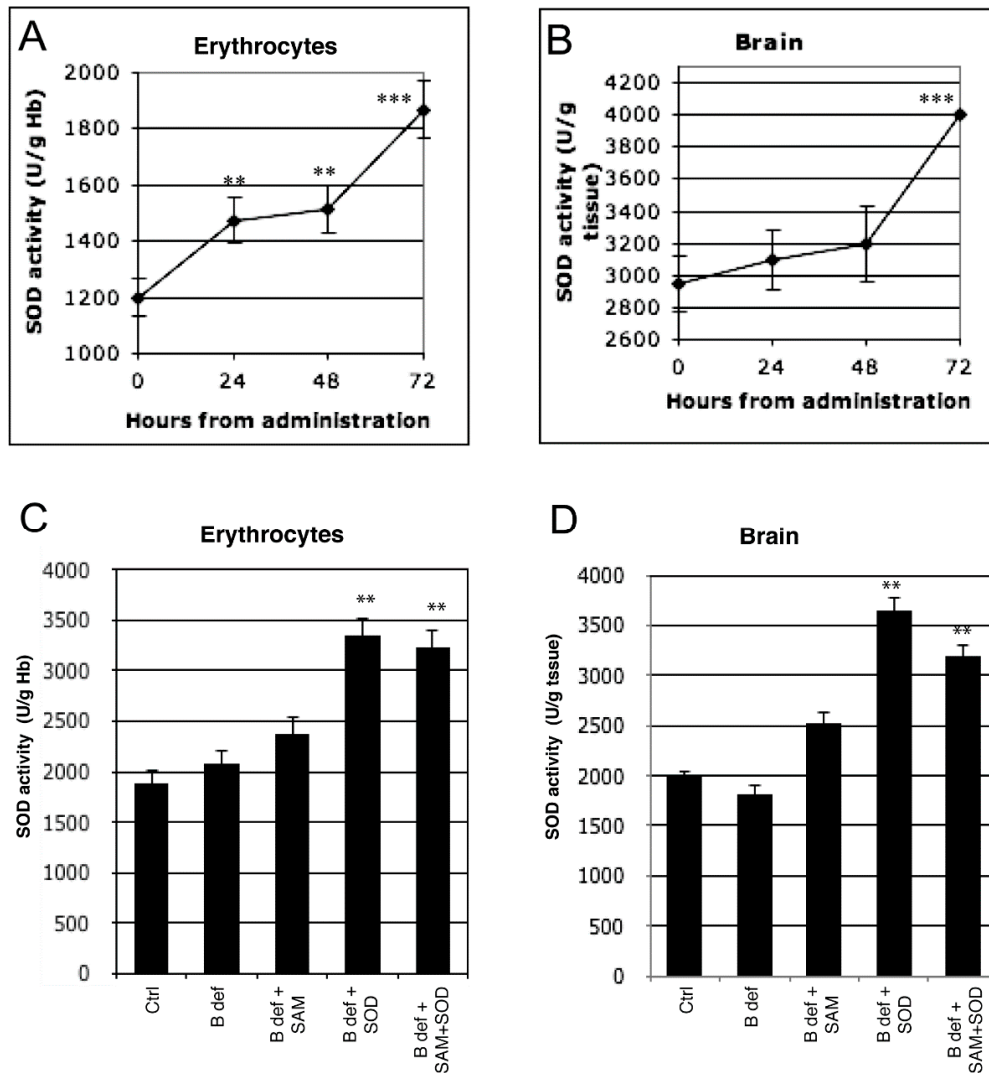 A
Erythrocytes
SOD activity (U/g Hb)
2000
1800
1600
1400
1200
1000
***
**
**
0 24 48 72
Hours from administration
B
Brain
SOD activity (U/g
tissue)
4200
4000
3800
3600
3400
3200
3000
2800
2600
***
0 24 48 72
Hours from administration
C
Erythrocytes
SOD activity (U/g Hb)
4000
3500
3000
2500
2000
1500
1000
500
0
**
**
Ctrl
B def
B def +
SAM
B def +
SOD
B def +
SAM+SOD
D
Brain
SOD activity (U/g tssue)
4000
3500
3000
2500
2000
1500
1000
500
0
**
**
Ctrl
B def
B def +
SAM
B def +
SOD
B def +
SAM+SOD